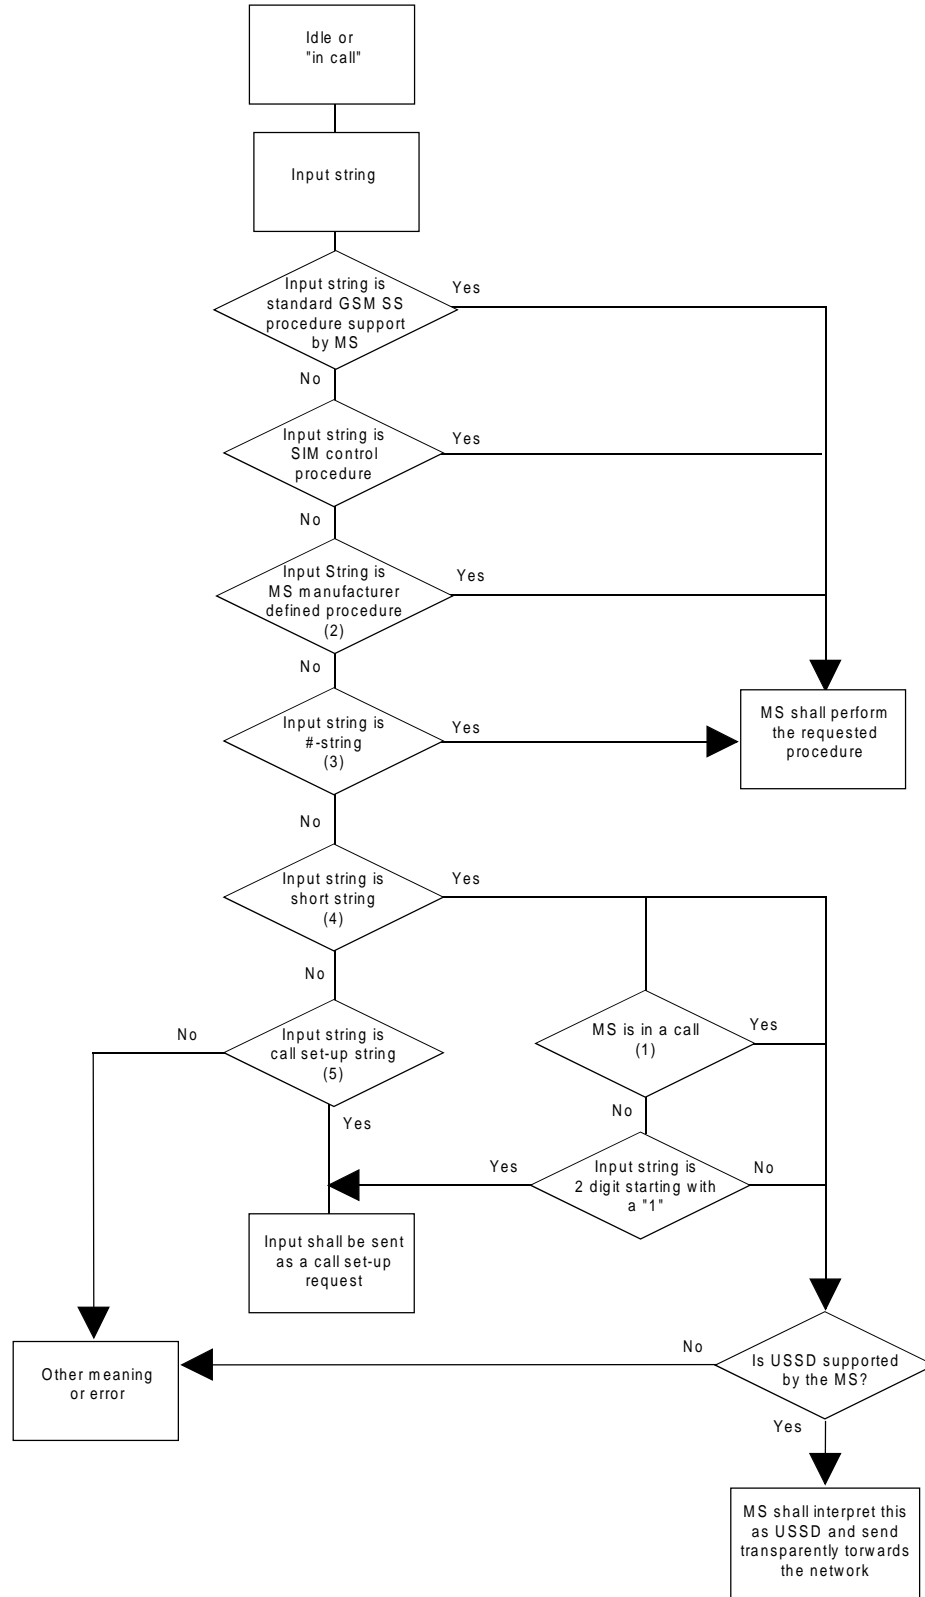 Idle or
"in call"
Input string
Input string is
standard GSM SS
procedure support
by MS
Yes
No
Input string is
SIM control
procedure
Yes
No
Input String is
MS manufacturer
defined procedure
(2)
Yes
No
MS shall perform
the requested
procedure
Input string is
#-string
(3)
Yes
No
Input string is
short string
(4)
Yes
No
Input string is
call set-up string
(5)
No
Yes
MS is in a call
(1)
Yes
No
Input string is
2 digit starting with
a "1"
Yes
No
Input shall be sent
as a call set-up
request
Other meaning
or error
No
Is USSD supported
by the MS?
Yes
MS shall interpret this
as USSD and send
transparently torwards
the network